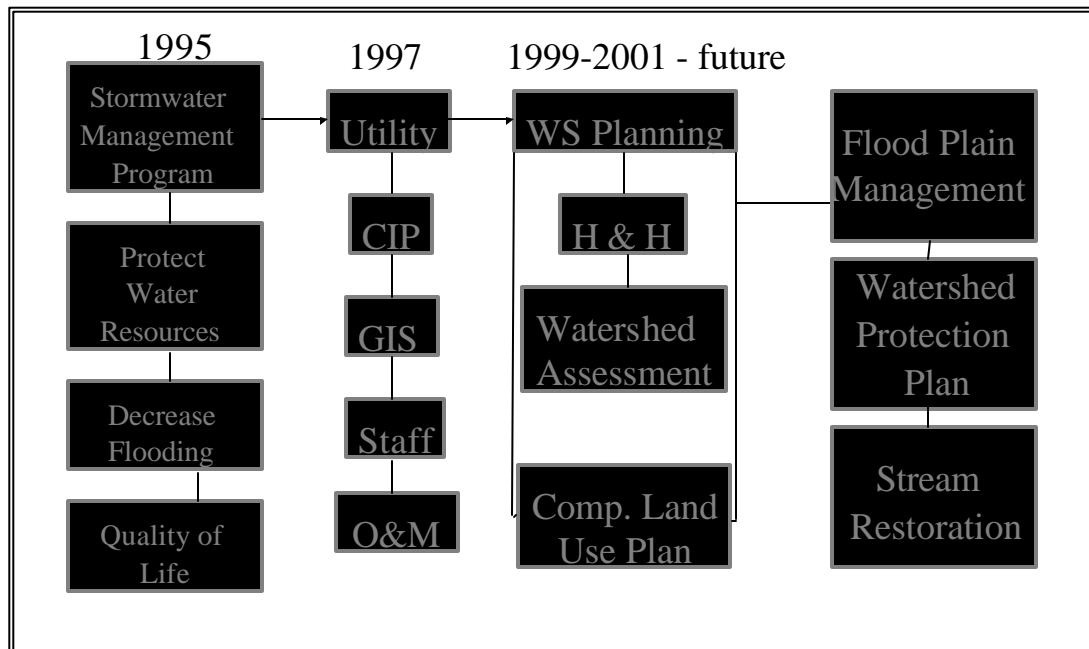 1995
Stormwater
Management
Program
Protect
Water
Resources
Decrease
Flooding
Quality of
Life
1997
Utility
CIP
GIS
Staff
O&M
1999-2001 - future
WS Planning
H & H
Watershed
Assessment
Comp. Land
Use Plan
Flood Plain
Management
Watershed
Protection
Plan
Stream
Restoration